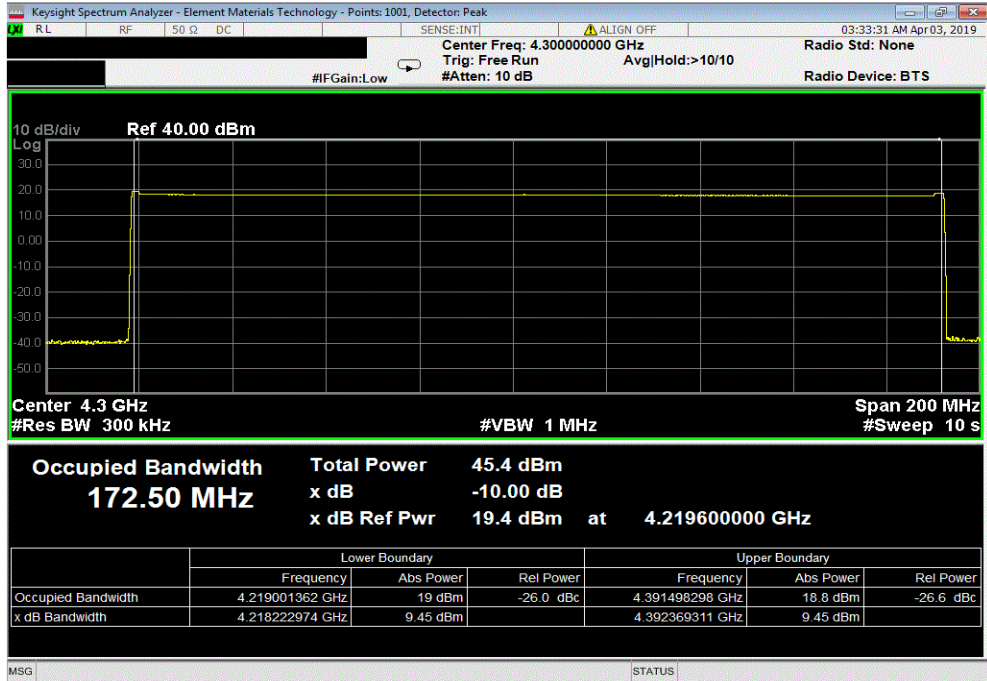 Keysight Spectrum Analyzer - Element Materials Technology - Points: 1001, Detector: Peak
LXI RL RF 50 Ω DC SENSE:INT ALIGN OFF 03:33:31 AM Apr 03, 2019
Center Freq: 4.300000000 GHz Radio Std: None
Trig: Free Run Avg|Hold:>10/10
#IFGain:Low #Atten: 10 dB Radio Device: BTS
10 dB/div Ref 40.00 dBm
Log
30.0
20.0
10.0
0.00
-10.0
-20.0
-30.0
-40.0
-50.0
Center 4.3 GHz Span 200 MHz
#Res BW 300 kHz #VBW 1 MHz #Sweep 10 s
Occupied Bandwidth Total Power 45.4 dBm
172.50 MHz x dB -10.00 dB
x dB Ref Pwr 19.4 dBm at 4.219600000 GHz
Lower Boundary Upper Boundary
Frequency Abs Power Rel Power Frequency Abs Power Rel Power
Occupied Bandwidth 4.219001362 GHz 19 dBm -26.0 dBc 4.391498298 GHz 18.8 dBm -26.6 dBc
x dB Bandwidth 4.218222974 GHz 9.45 dBm 4.392369311 GHz 9.45 dBm
MSG STATUS